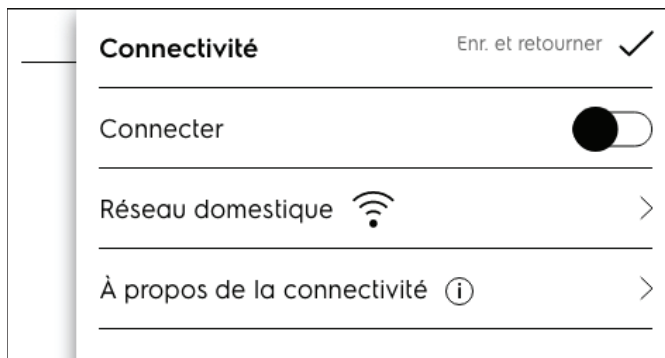 Connectivité Enr. et retourner
Connecter
Réseau domestique
À propos de la connectivité